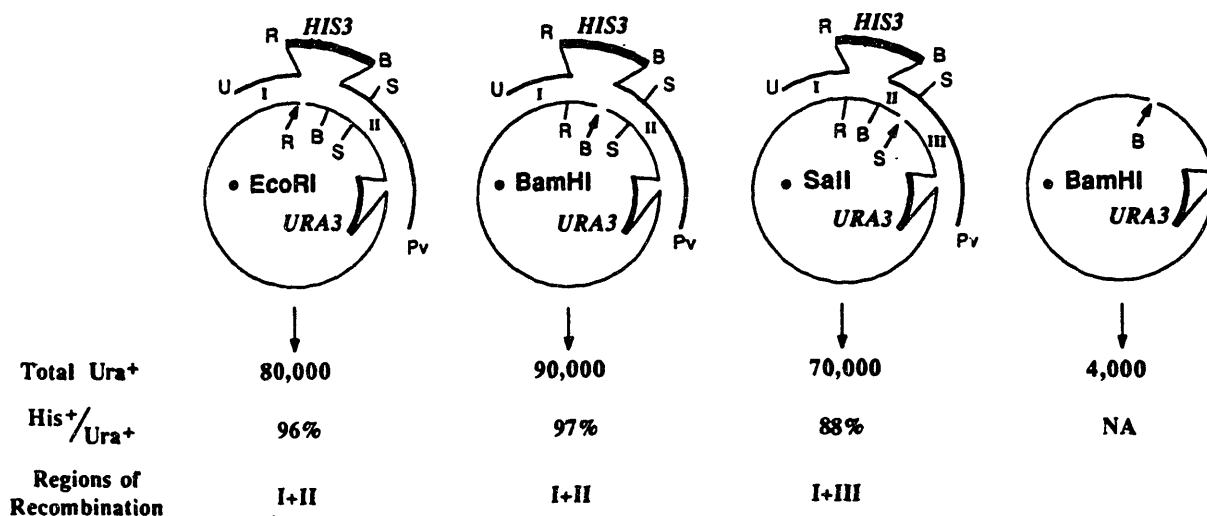 HIS3 HIS3 HIS3
R B S U I II R B S
R B S U I II R B S
R B S U I II III R B S
B
• EcoRI • BamHI • SalI • BamHI
URA3 URA3 URA3 URA3
Pv Pv Pv
Total Ura+ 80,000 90,000 70,000 4,000
His+/Ura+ 96% 97% 88% NA
Regions of
Recombination I+II I+II I+III